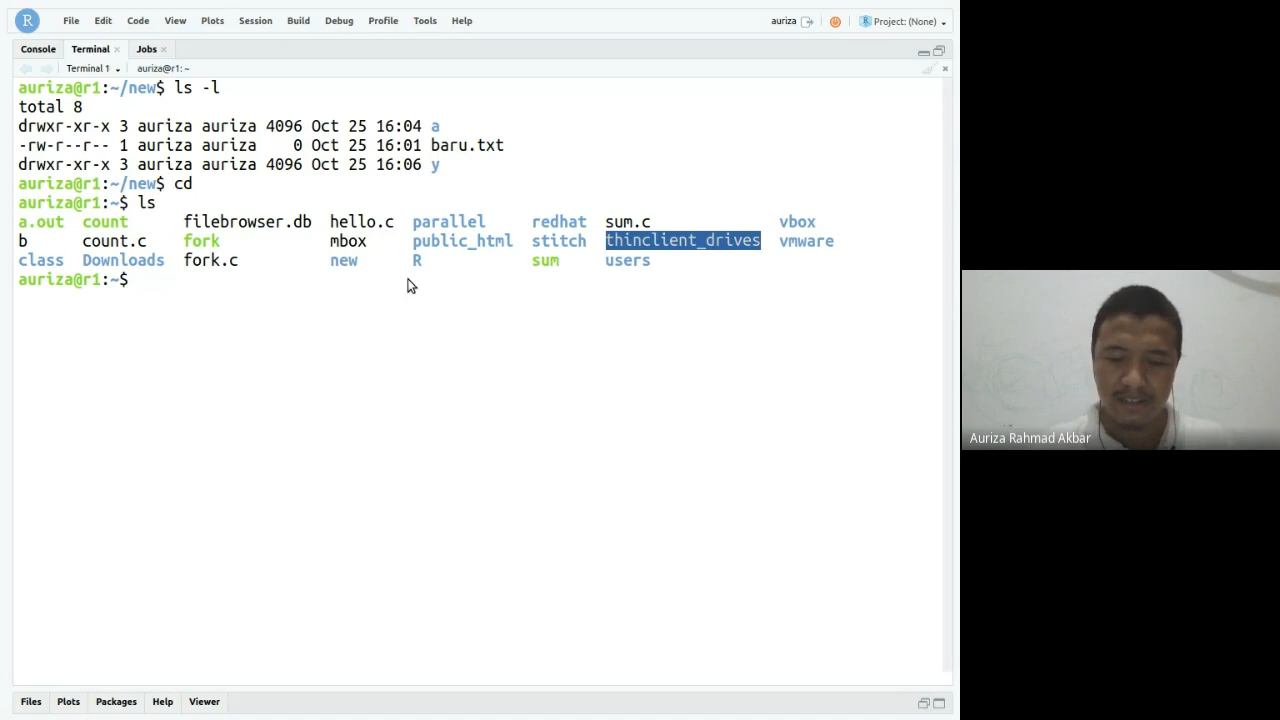 R File Edit Code View Plots Session Build Debug Profile Tools Help auriza Project: (None)
Console Terminal Jobs
Terminal 1 auriza@r1: ~
auriza@r1:~/new$ ls -l
total 8
drwxr-xr-x 3 auriza auriza 4096 Oct 25 16:04 a
-rw-r--r-- 1 auriza auriza    0 Oct 25 16:01 baru.txt
drwxr-xr-x 3 auriza auriza 4096 Oct 25 16:06 y
auriza@r1:~/new$ cd
auriza@r1:~$ ls
a.out count filebrowser.db hello.c parallel redhat sum.c vbox
b count.c fork mbox public_html stitch thinclient_drives vmware
class Downloads fork.c new R sum users
auriza@r1:~$
Auriza Rahmad Akbar
Files Plots Packages Help Viewer